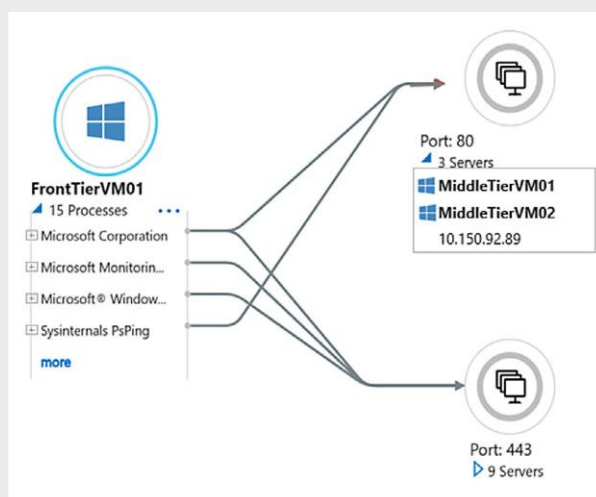 FrontTierVM01
15 Processes
Microsoft Corporation
Microsoft Monitorin...
Microsoft® Window...
Sysinternals PsPing
more
Port: 80
3 Servers
MiddleTierVM01
MiddleTierVM02
10.150.92.89
Port: 443
9 Servers